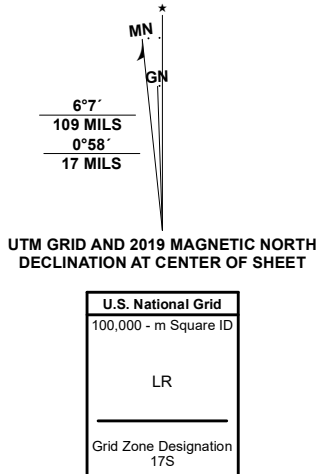 ★
MN
GN
6°7´
109 MILS
0°58´
17 MILS
UTM GRID AND 2019 MAGNETIC NORTH
DECLINATION AT CENTER OF SHEET
U.S. National Grid
100,000 - m Square ID
LR
Grid Zone Designation
17S